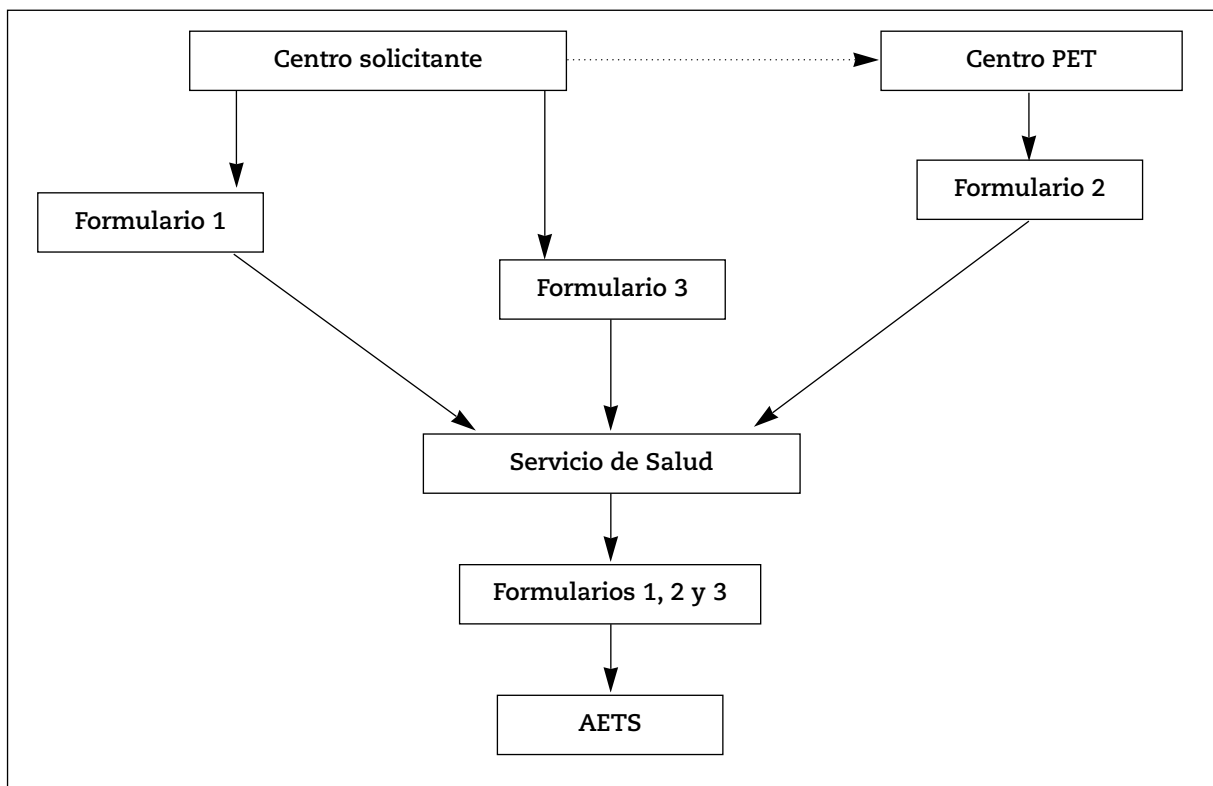 Centro solicitante
Centro PET
Formulario 1
Formulario 2
Formulario 3
Servicio de Salud
Formularios 1, 2 y 3
AETS